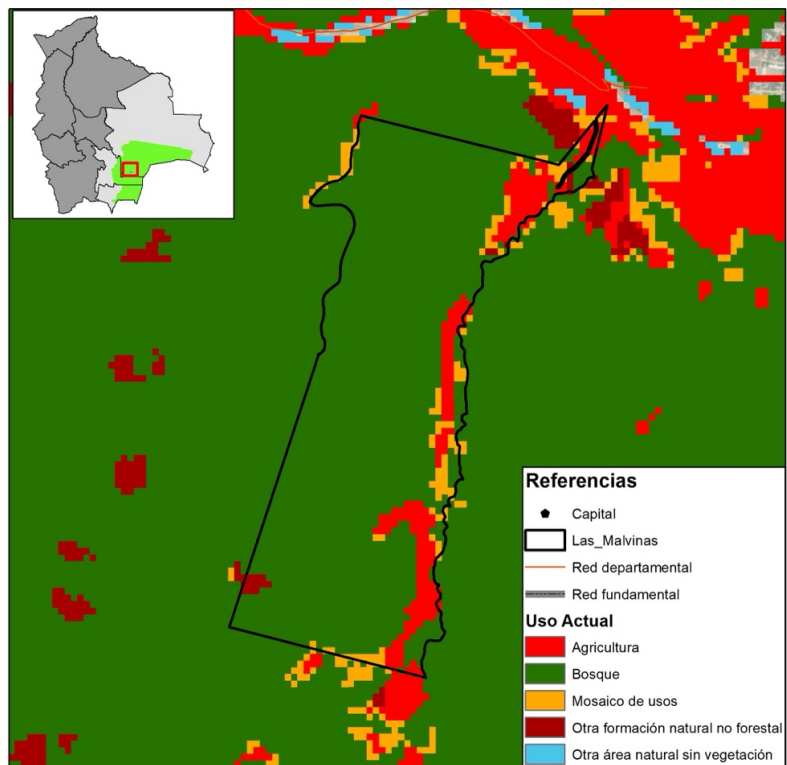 Referencias
Capital
Las_Malvinas
Red departamental
Red fundamental
Uso Actual
Agricultura
Bosque
Mosaico de usos
Otra formación natural no forestal
Otra área natural sin vegetación